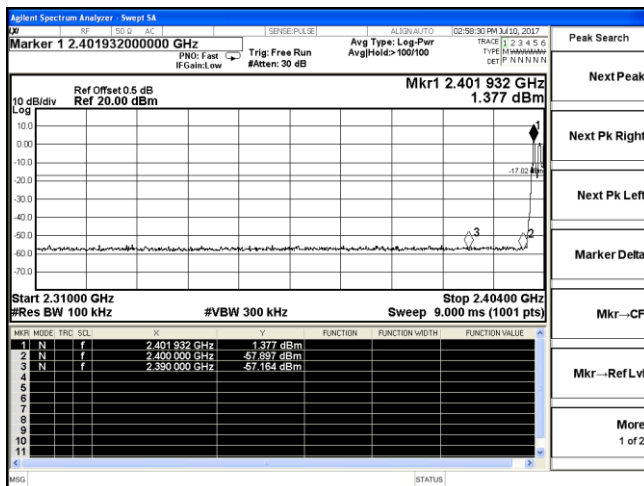 Agilent Spectrum Analyzer - Swept SA
RF 50 Ω AC SENSE:PULSE ALIGNAUTO 02:58:30 PM Jul 10, 2017
Marker 1 2.401932000000 GHz
PNO: Fast
IFGain:Low
Trig: Free Run
#Atten: 30 dB
Avg Type: Log-Pwr
Avg|Hold:> 100/100
TRACE 1 2 3 4 5 6
TYPE MWWWWW
DET P N N N N N
Peak Search
Next Peak
Next Pk Right
Next Pk Left
Marker Delta
Mkr→CF
Mkr→Ref Lvl
More
1 of 2
Ref Offset 0.5 dB
10 dB/div Ref 20.00 dBm
Log
Mkr1 2.401 932 GHz
1.377 dBm
10.0
0.00
-10.0
-20.0
-30.0
-40.0
-50.0
-60.0
-70.0
1
-17.02 dBm
3
2
Start 2.31000 GHz Stop 2.40400 GHz
#Res BW 100 kHz #VBW 300 kHz Sweep 9.000 ms (1001 pts)
MKR MODE TRC SCL X Y FUNCTION FUNCTION WIDTH FUNCTION VALUE
1 N f 2.401 932 GHz 1.377 dBm
2 N f 2.400 000 GHz -57.897 dBm
3 N f 2.390 000 GHz -57.164 dBm
4
5
6
7
8
9
10
11
MSG STATUS